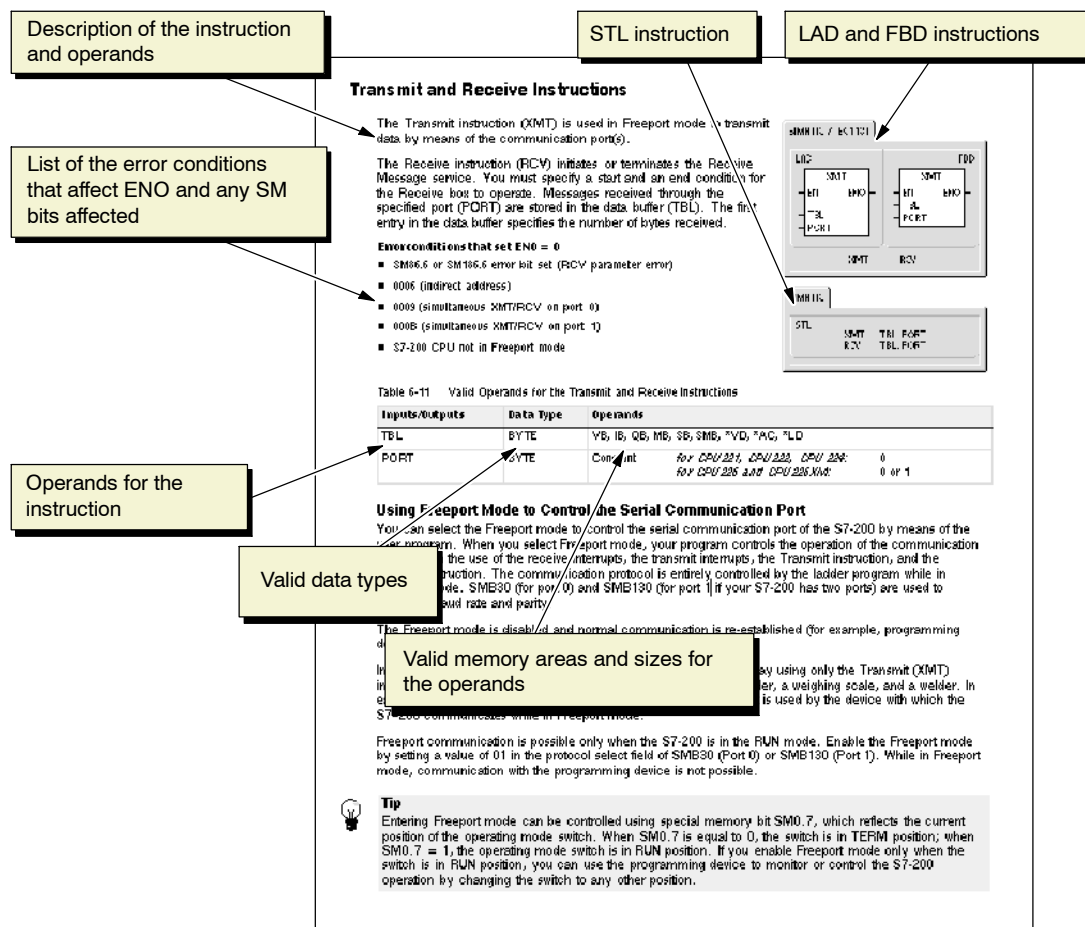 Description of the instruction
and operands
STL instruction
LAD and FBD instructions
List of the error conditions
that affect ENO and any SM
bits affected
Operands for the
instruction
Valid data types
Valid memory areas and sizes for
the operands
Transmit and Receive Instructions
The Transmit instruction (XMT) is used in Freeport mode to transmit
data by means of the communication port(s).
The Receive instruction (RCV) initiates or terminates the Receive
Message service. You must specify a start and an end condition for
the Receive box to operate. Messages received through the
specified port (PORT) are stored in the data buffer (TBL). The first
entry in the data buffer specifies the number of bytes received.
Error conditions that set ENO = 0
■ SM86.6 or SM186.6 error bit set (RCV parameter error)
■ 0006 (indirect address)
■ 0009 (simultaneous XMT/RCV on port 0)
■ 000B (simultaneous XMT/RCV on port 1)
■ S7-200 CPU not in Freeport mode
LAD FBD
XMT XMT
EN ENO EN ENO
TBL
PORT PORT
XMT RCV
STL
XMT TBL, PORT
RCV TBL, PORT
Table 6-11 Valid Operands for the Transmit and Receive Instructions
Inputs/Outputs Data Type Operands
TBL BYTE VB, IB, QB, MB, SB, SMB, *VD, *AC, *LD
PORT BYTE Constant for CPU 221, CPU 222, CPU 224: 0
for CPU 226 and CPU 226XM: 0 or 1
Using Freeport Mode to Control the Serial Communication Port
You can select the Freeport mode to control the serial communication port of the S7-200 by means of the
user program. When you select Freeport mode, your program controls the operation of the communication
the use of the receive interrupts, the transmit interrupts, the Transmit instruction, and the
The communication protocol is entirely controlled by the ladder program while in
SMB30 (for port 0) and SMB130 (for port 1 if your S7-200 has two ports) are used to
baud rate and parity.
The Freeport mode is disabled and normal communication is re-established (for example, programming
using only the Transmit (XMT)
a weighing scale, and a welder. In
is used by the device with which the
S7-200 communicates while in Freeport mode.
Freeport communication is possible only when the S7-200 is in the RUN mode. Enable the Freeport mode
by setting a value of 01 in the protocol select field of SMB30 (Port 0) or SMB130 (Port 1). While in Freeport
mode, communication with the programming device is not possible.
Tip
Entering Freeport mode can be controlled using special memory bit SM0.7, which reflects the current
position of the operating mode switch. When SM0.7 is equal to 0, the switch is in TERM position; when
SM0.7 = 1, the operating mode switch is in RUN position. If you enable Freeport mode only when the
switch is in RUN position, you can use the programming device to monitor or control the S7-200
operation by changing the switch to any other position.